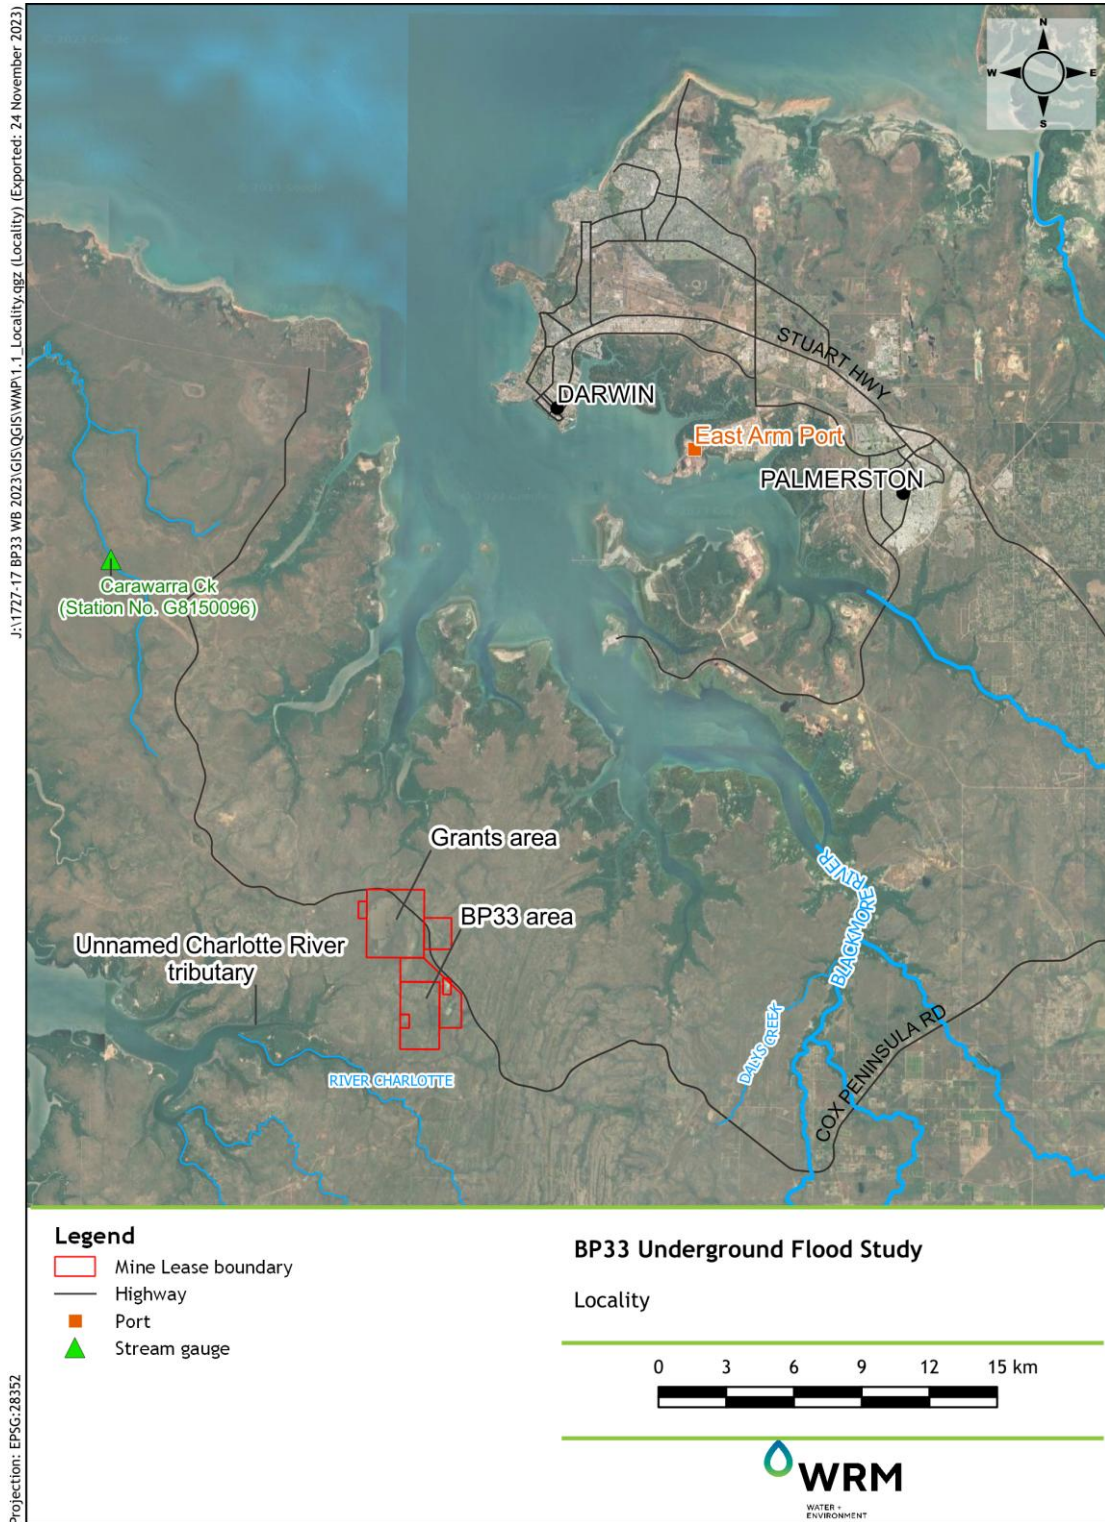 J:\1727-17 BP33 WB 2023\GIS\QGIS\WMP\1.1_Locality.qgz (Locality) (Exported: 24 November 2023)
N
W E
S
STUART HWY
DARWIN
East Arm Port
PALMERSTON
Carawarra Ck
(Station No. G8150096)
Grants area
BP33 area
Unnamed Charlotte River
tributary
BLACKMORE RIVER
DALYS CREEK
RIVER CHARLOTTE
COX PENINSULA RD
Legend
Mine Lease boundary
Highway
Port
Stream gauge
BP33 Underground Flood Study
Locality
0 3 6 9 12 15 km
WRM
WATER +
ENVIRONMENT
Projection: EPSG:28352